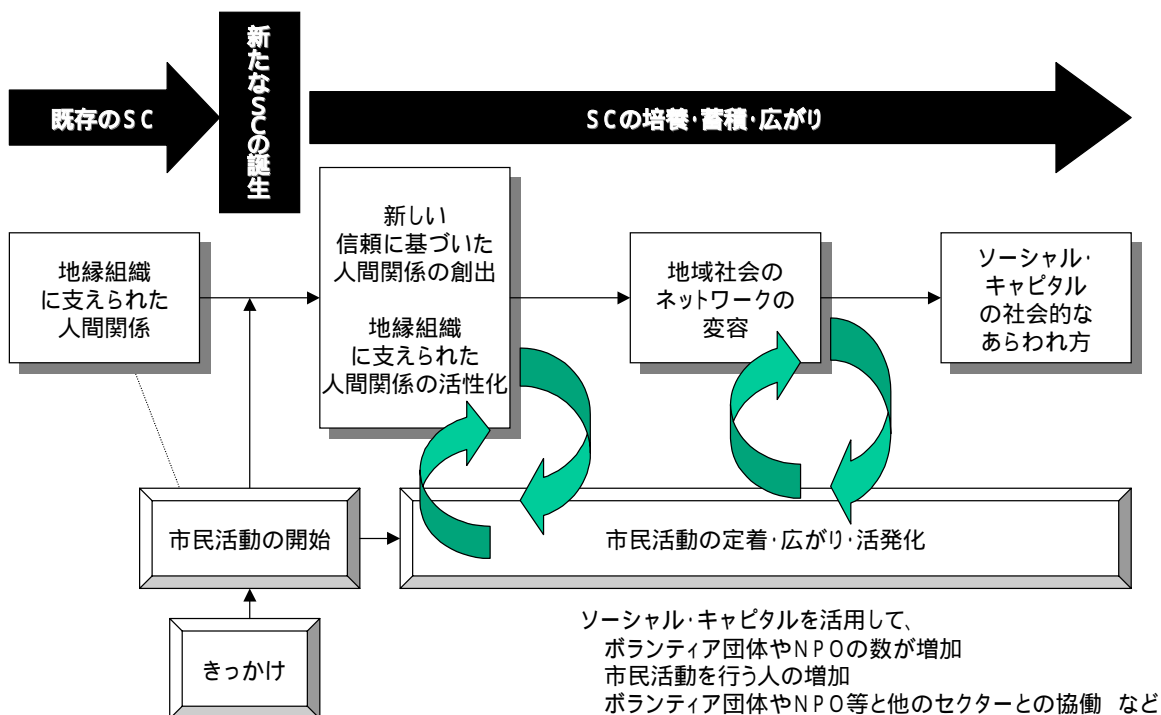 新たなSCの誕生
既存のSC
SCの培養・蓄積・広がり
地縁組織
に支えられた
人間関係
新しい
信頼に基づいた
人間関係の創出
地縁組織
に支えられた
人間関係の活性化
地域社会の
ネットワークの
変容
ソーシャル・
キャピタル
の社会的な
あらわれ方
市民活動の開始
市民活動の定着・広がり・活発化
きっかけ
ソーシャル・キャピタルを活用して、
ボランティア団体やNPOの数が増加
市民活動を行う人の増加
ボランティア団体やNPO等と他のセクターとの協働 など